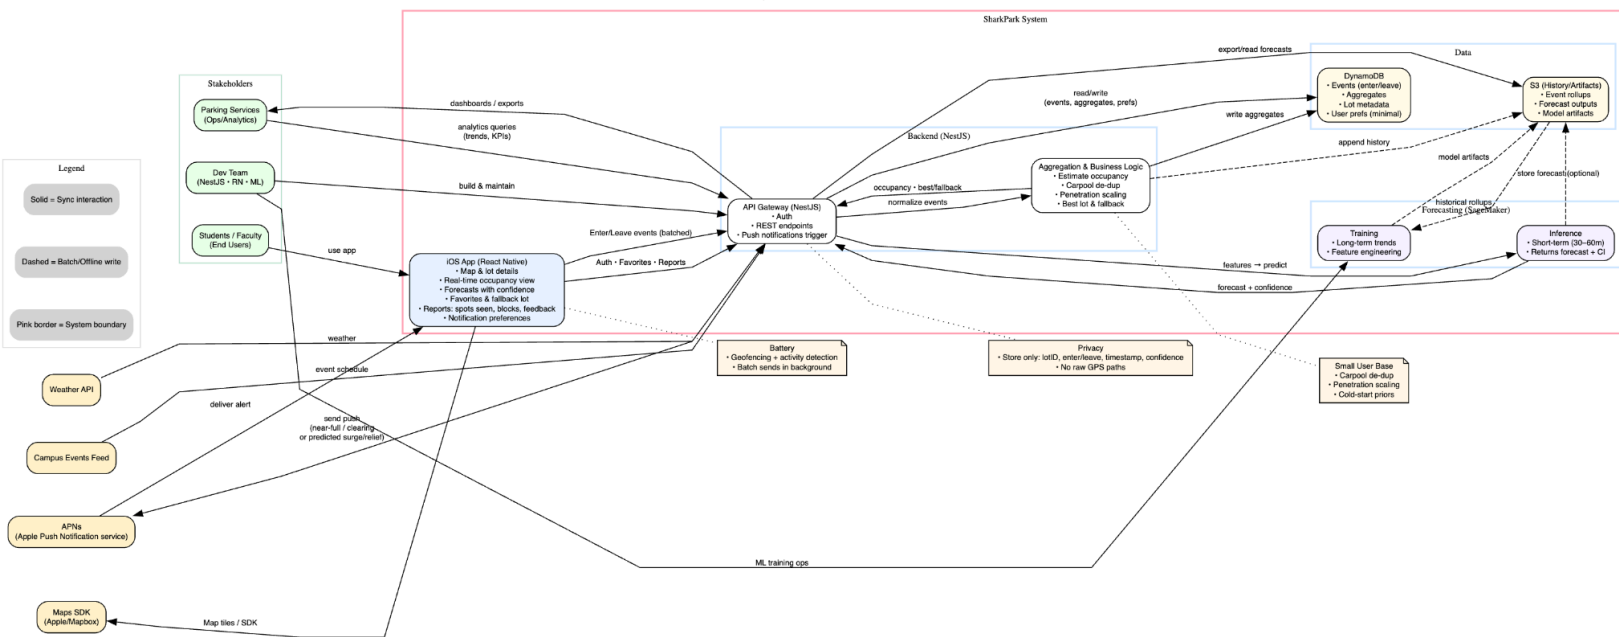 SharkPark System
Data
DynamoDB
• Events (enter/leave)
• Aggregates
• Lot metadata
• User prefs (minimal)
S3 (History/Artifacts)
• Event rollups
• Forecast outputs
• Model artifacts
export/read forecasts
read/write
(events, aggregates, prefs)
write aggregates
append history
model artifacts
store forecast (optional)
historical rollups
Stakeholders
Parking Services
(Ops/Analytics)
Dev Team
(NestJS • RN • ML)
Students / Faculty
(End Users)
dashboards / exports
analytics queries
(trends, KPIs)
build & maintain
use app
Legend
Solid = Sync interaction
Dashed = Batch/Offline write
Pink border = System boundary
Backend (NestJS)
Aggregation & Business Logic
• Estimate occupancy
• Carpool de-dup
• Penetration scaling
• Best lot & fallback
occupancy • best/fallback
normalize events
API Gateway (NestJS)
• Auth
• REST endpoints
• Push notifications trigger
Enter/Leave events (batched)
Auth • Favorites • Reports
Forecasting (SageMaker)
Training
• Long-term trends
• Feature engineering
Inference
• Short-term (30–60m)
• Returns forecast + CI
features → predict
forecast + confidence
iOS App (React Native)
• Map & lot details
• Real-time occupancy view
• Forecasts with confidence
• Favorites & fallback lot
• Reports: spots seen, blocks, feedback
• Notification preferences
Battery
• Geofencing + activity detection
• Batch sends in background
Privacy
• Store only: lotID, enter/leave, timestamp, confidence
• No raw GPS paths
Small User Base
• Carpool de-dup
• Penetration scaling
• Cold-start priors
weather
Weather API
event schedule
deliver alert
send push
(near-full / clearing
or predicted surge/relief)
Campus Events Feed
APNs
(Apple Push Notification service)
ML training ops
Maps SDK
(Apple/Mapbox)
Map tiles / SDK